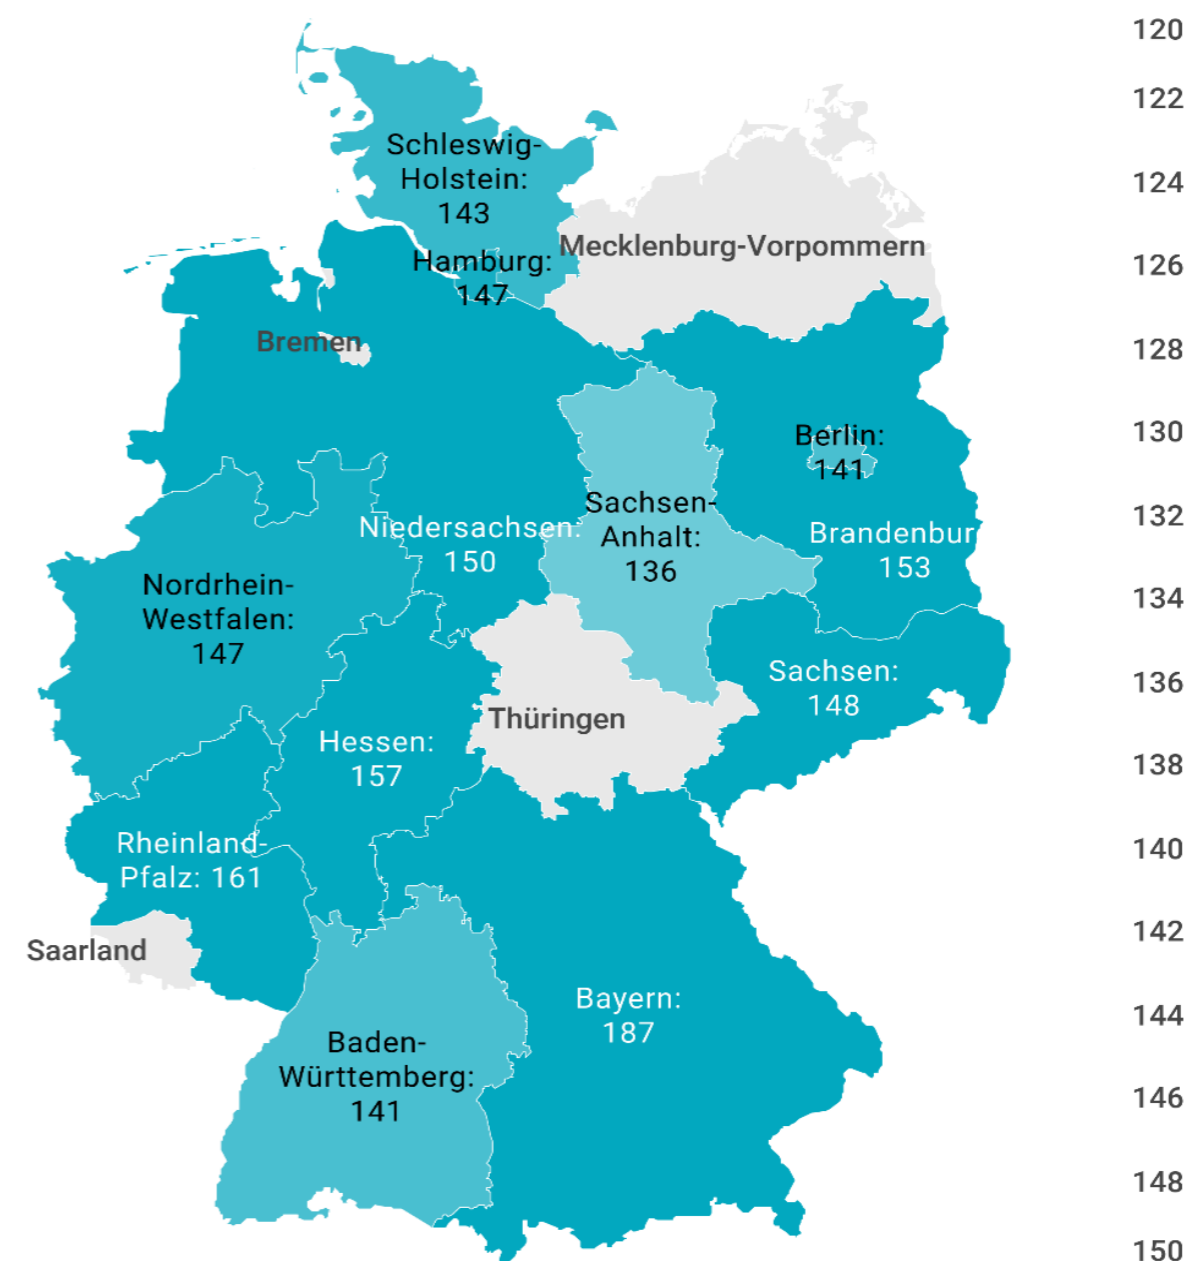 120
122
Schleswig-
Holstein:
143
124
Mecklenburg-Vorpommern
Hamburg:
147
126
Bremen
128
Berlin:
141
130
Sachsen-
Anhalt:
136
Niedersachsen:
150
Brandenbur
153
132
Nordrhein-
Westfalen:
147
134
Sachsen:
148
136
Thüringen
Hessen:
157
138
Rheinland-
Pfalz: 161
140
Saarland
142
Bayern:
187
144
Baden-
Württemberg:
141
146
148
150